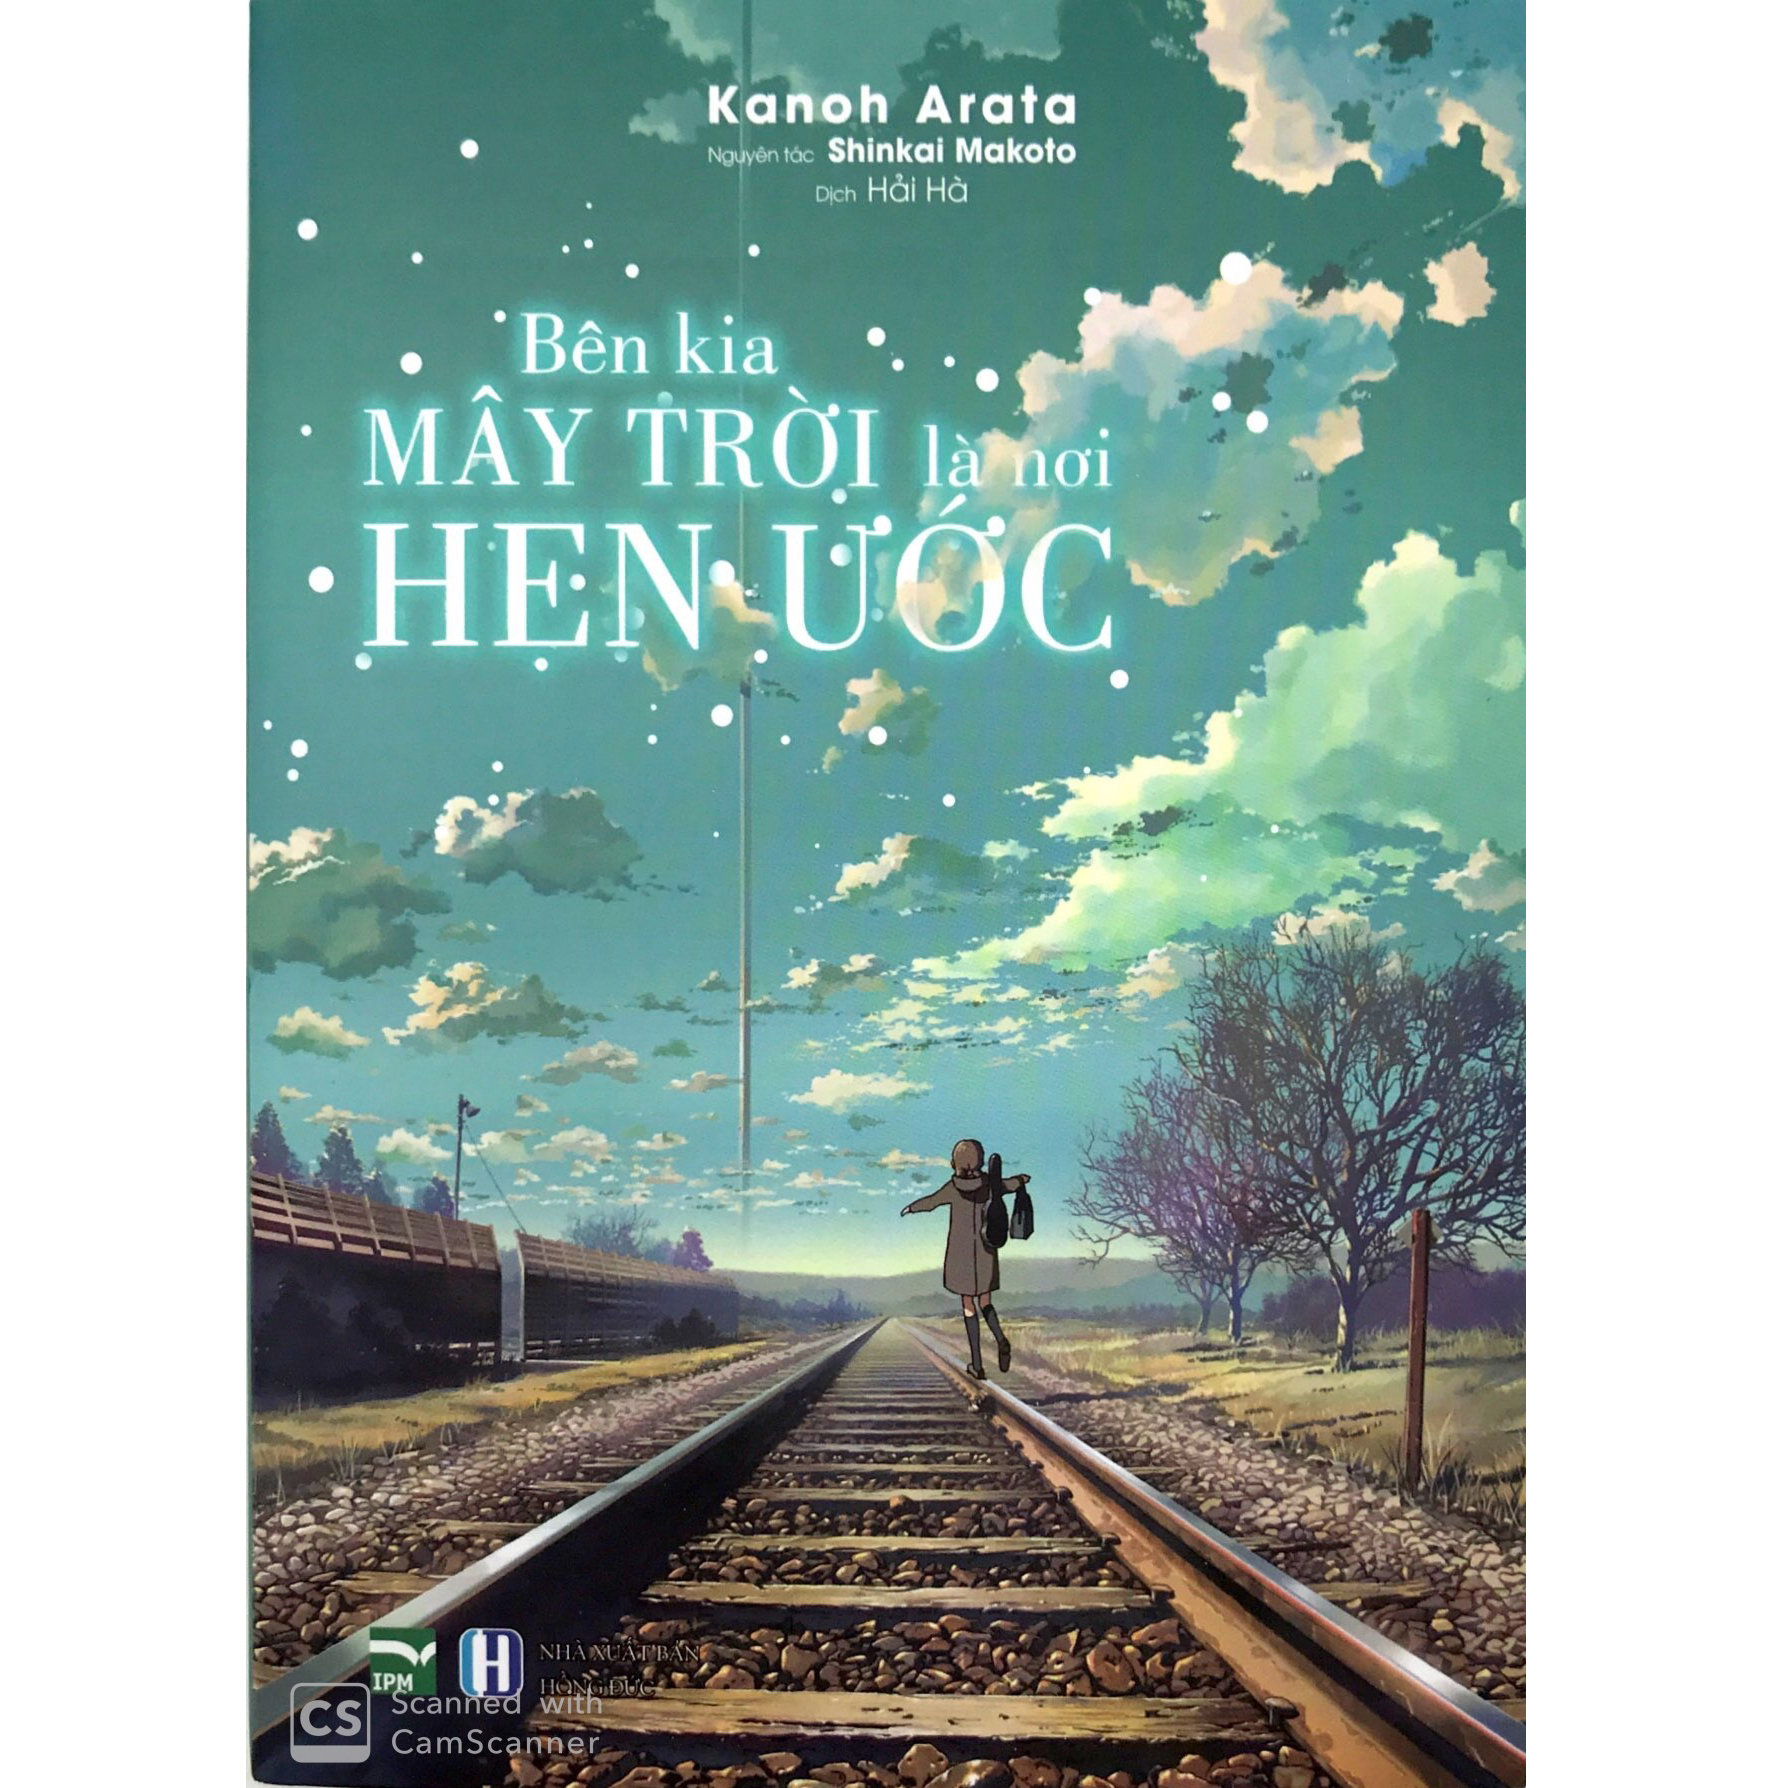 Kanoh Arata
Nguyên tác Shinkai Makoto
Dịch Hải Hà
Bên kia
MÂY TRỜI là nơi
HẸN ƯỚC
IPM
H
NHÀ XUẤT BẢN
HỒNG ĐỨC
CS Scanned with
CamScanner